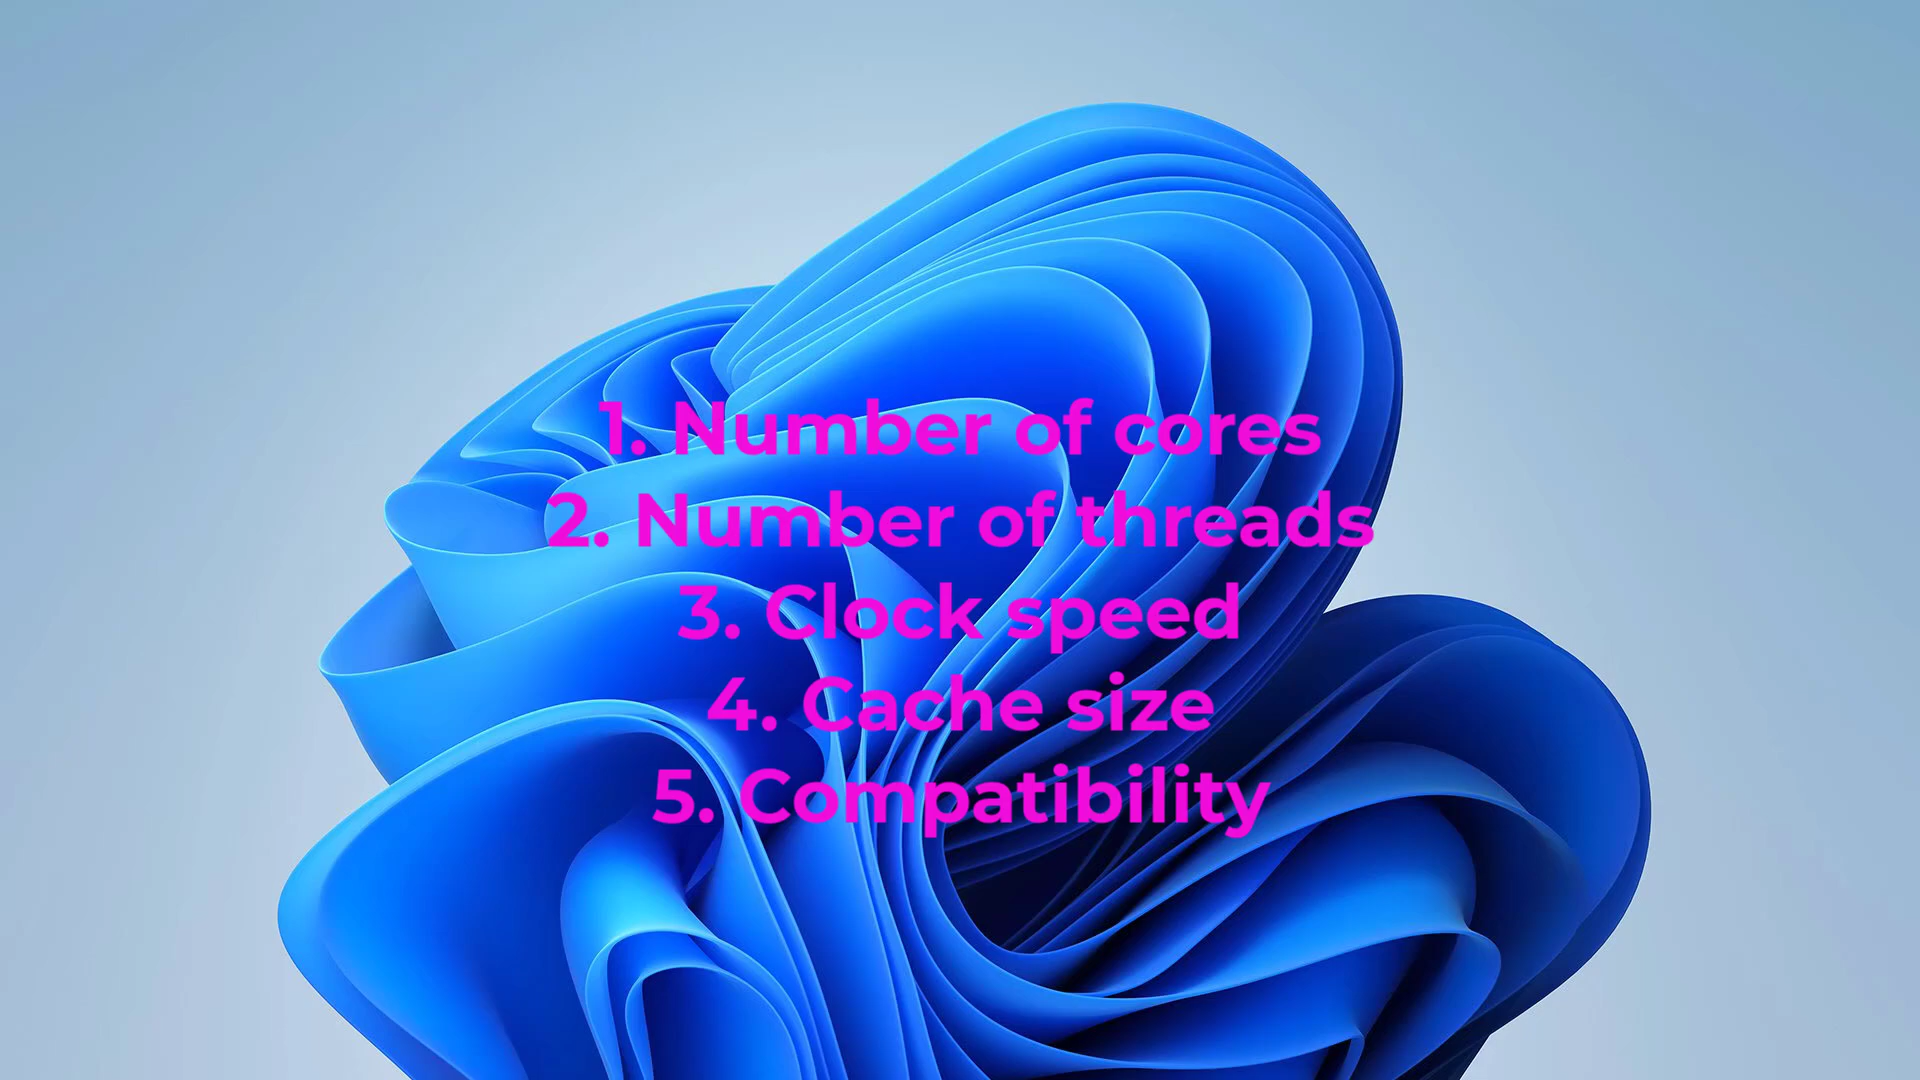 1. Number of cores
2. Number of threads
3. Clock speed
4. Cache size
5. Compatibility